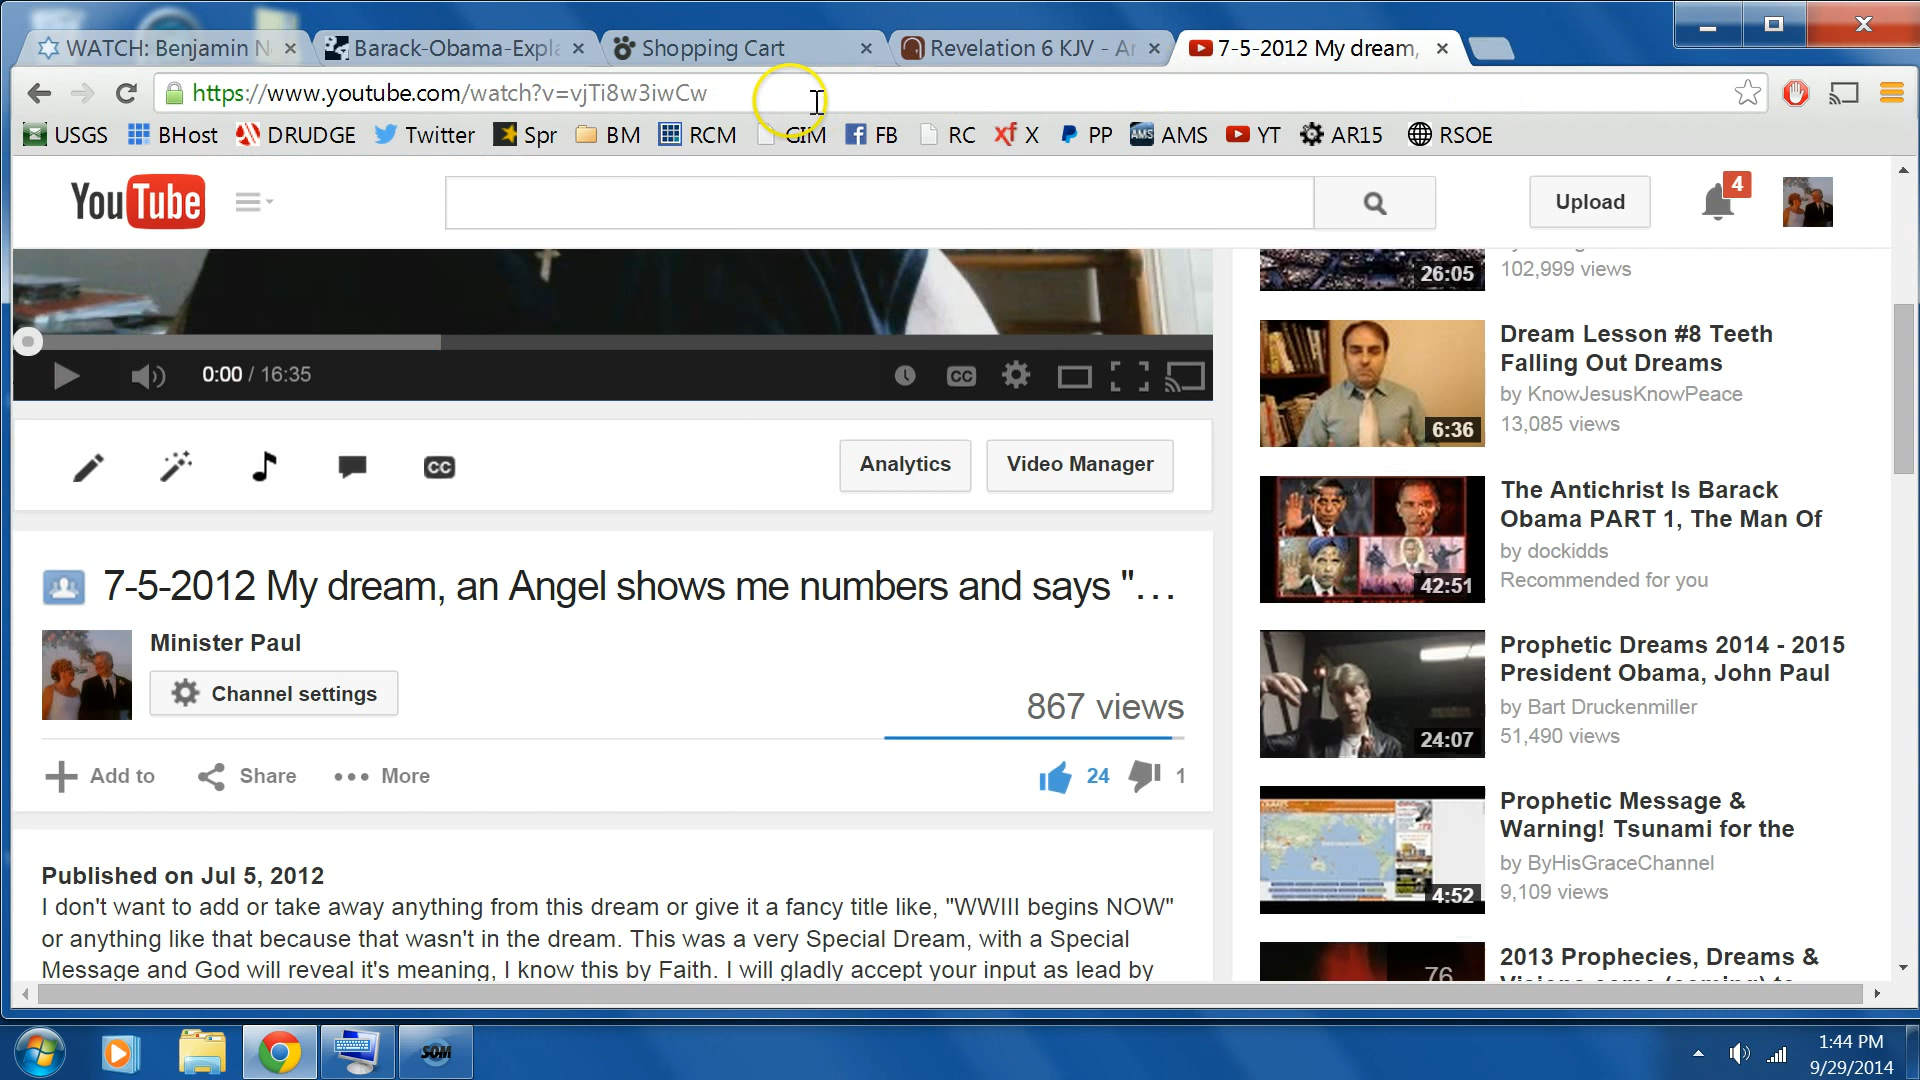 WATCH: Benjamin N
Barack-Obama-Expla
Shopping Cart
Revelation 6 KJV - Ar
7-5-2012 My dream,
https://www.youtube.com/watch?v=vjTi8w3iwCw
USGS BHost DRUDGE Twitter Spr BM RCM GIM FB RC X PP AMS YT AR15 RSOE
YouTube
Upload
4
26:05
102,999 views
0:00 / 16:35
CC
CC
Analytics
Video Manager
7-5-2012 My dream, an Angel shows me numbers and says "...
Minister Paul
Channel settings
867 views
Add to Share More
24 1
Published on Jul 5, 2012
I don't want to add or take away anything from this dream or give it a fancy title like, "WWIII begins NOW"
or anything like that because that wasn't in the dream. This was a very Special Dream, with a Special
Message and God will reveal it's meaning, I know this by Faith. I will gladly accept your input as lead by
Dream Lesson #8 Teeth
Falling Out Dreams
by KnowJesusKnowPeace
13,085 views
6:36
The Antichrist Is Barack
Obama PART 1, The Man Of
by dockidds
Recommended for you
42:51
Prophetic Dreams 2014 - 2015
President Obama, John Paul
by Bart Druckenmiller
51,490 views
24:07
Prophetic Message &
Warning! Tsunami for the
by ByHisGraceChannel
9,109 views
4:52
2013 Prophecies, Dreams &
76
SOM
1:44 PM
9/29/2014